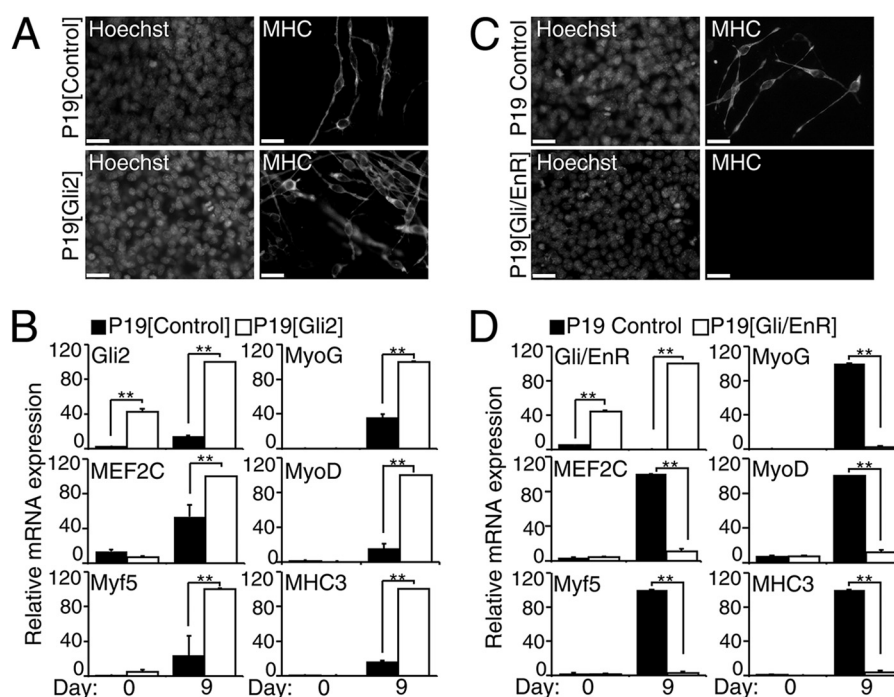 A
P19[Control]
Hoechst
MHC
P19[Gli2]
Hoechst
MHC
C
P19 Control
Hoechst
MHC
P19[Gli/EnR]
Hoechst
MHC
B
P19[Control] P19[Gli2]
Relative mRNA expression
120
80
40
0
Gli2
**
**
120
80
40
0
MyoG
**
120
80
40
0
MEF2C
**
120
80
40
0
MyoD
**
120
80
40
0
Myf5
**
120
80
40
0
MHC3
**
Day: 0 9 0 9
D
P19 Control P19[Gli/EnR]
Relative mRNA expression
120
80
40
0
Gli/EnR
**
**
120
80
40
0
MyoG
**
120
80
40
0
MEF2C
**
120
80
40
0
MyoD
**
120
80
40
0
Myf5
**
120
80
40
0
MHC3
**
Day: 0 9 0 9